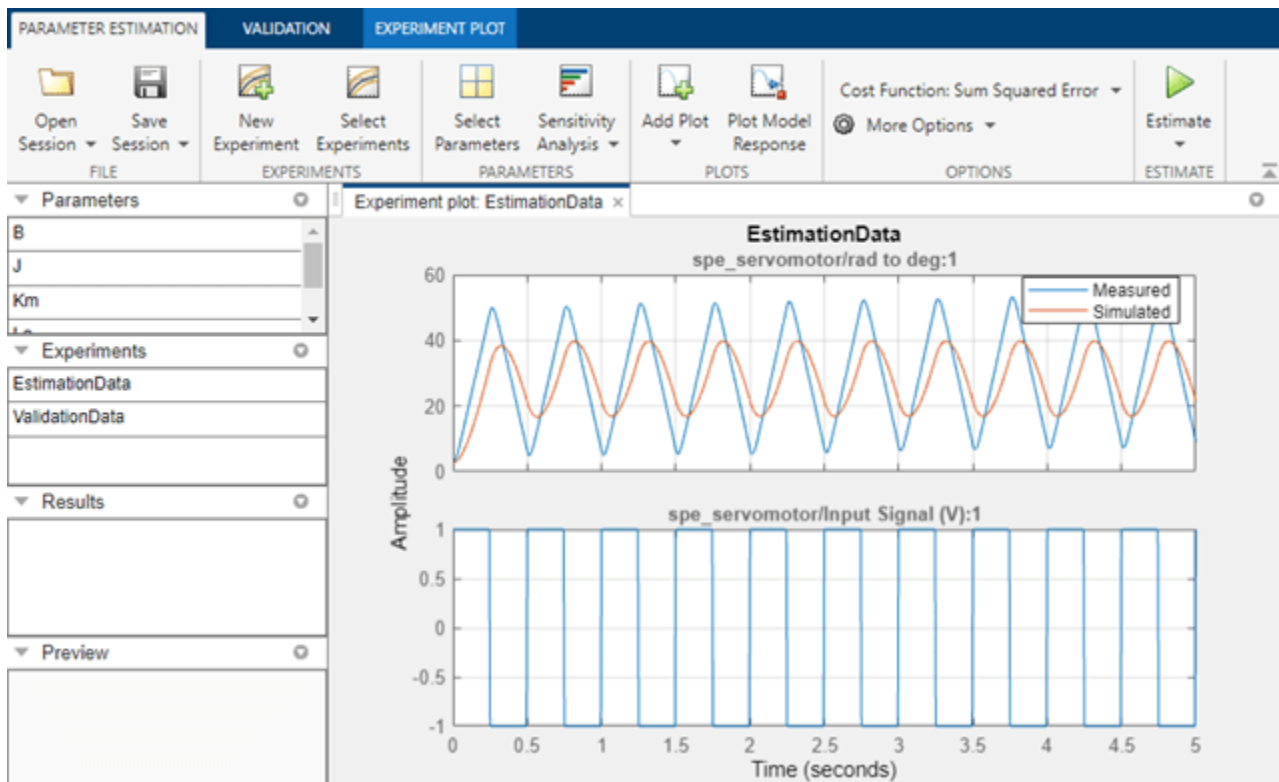 PARAMETER ESTIMATION VALIDATION EXPERIMENT PLOT
Open Session Save Session New Experiment Select Experiments Select Parameters Sensitivity Analysis Add Plot Plot Model Response Cost Function: Sum Squared Error Estimate
More Options
FILE EXPERIMENTS PARAMETERS PLOTS OPTIONS ESTIMATE
Parameters
B
J
Km
Experiments
EstimationData
ValidationData
Results
Preview
Experiment plot: EstimationData ×
EstimationData
spe_servomotor/rad to deg:1
Measured
Simulated
60
40
20
0
Amplitude
spe_servomotor/Input Signal (V):1
1
0.5
0
-0.5
-1
0 0.5 1 1.5 2 2.5 3 3.5 4 4.5 5
Time (seconds)